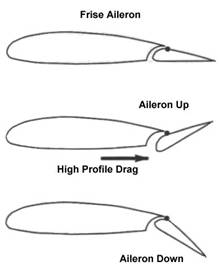 Frise Aileron
Aileron Up
High Profile Drag
Aileron Down